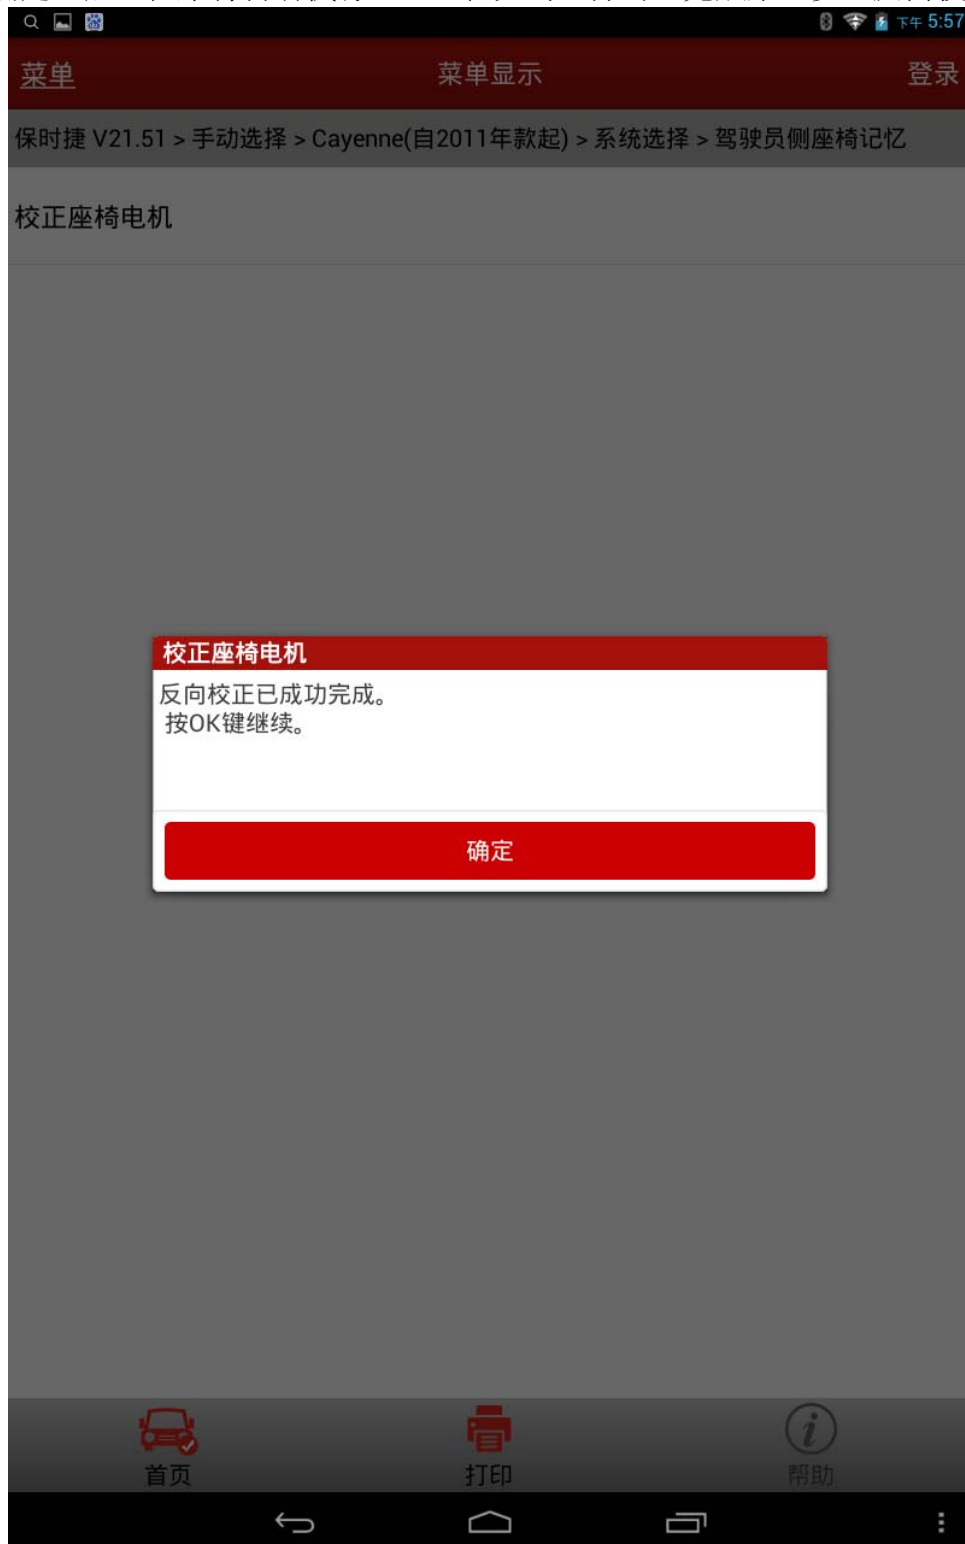 下午 5:57
菜单 菜单显示 登录
保时捷 V21.51 > 手动选择 > Cayenne(自2011年款起) > 系统选择 > 驾驶员侧座椅记忆
校正座椅电机
校正座椅电机
反向校正已成功完成。
按OK键继续。
确定
首页 打印 帮助